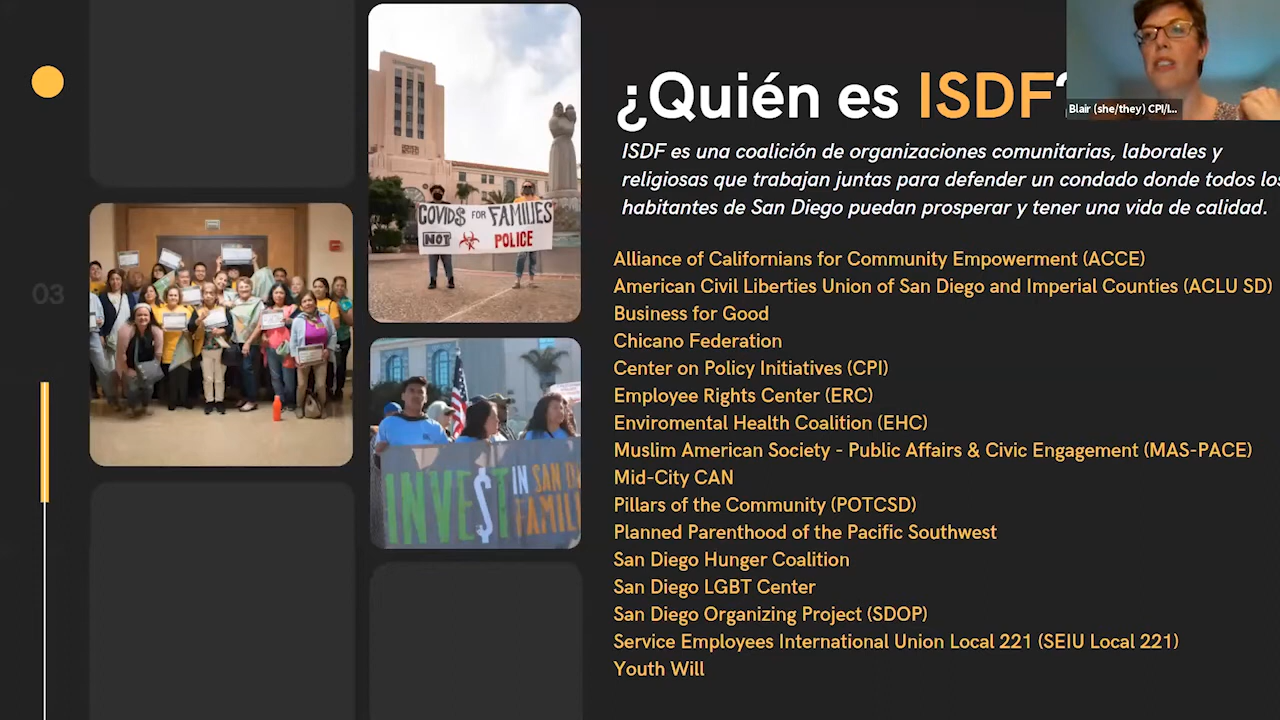 03
COVID$ FOR FAMILIES
NOT POLICE
INVE$T IN SAN
FAMIL
¿Quién es ISDF?
Blair (she/they) CPI/I...
ISDF es una coalición de organizaciones comunitarias, laborales y
religiosas que trabajan juntas para defender un condado donde todos los
habitantes de San Diego puedan prosperar y tener una vida de calidad.
Alliance of Californians for Community Empowerment (ACCE)
American Civil Liberties Union of San Diego and Imperial Counties (ACLU SD)
Business for Good
Chicano Federation
Center on Policy Initiatives (CPI)
Employee Rights Center (ERC)
Enviromental Health Coalition (EHC)
Muslim American Society - Public Affairs & Civic Engagement (MAS-PACE)
Mid-City CAN
Pillars of the Community (POTCSD)
Planned Parenthood of the Pacific Southwest
San Diego Hunger Coalition
San Diego LGBT Center
San Diego Organizing Project (SDOP)
Service Employees International Union Local 221 (SEIU Local 221)
Youth Will